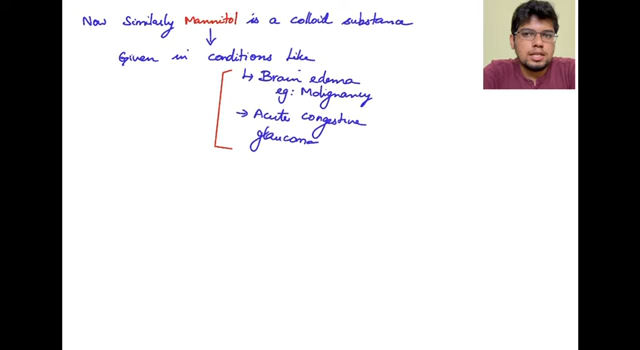 Now Similarly Mannitol is a colloid substance
Given in conditions like
↳ Brain edema
eg: Malignancy
→ Acute congestive
glaucoma